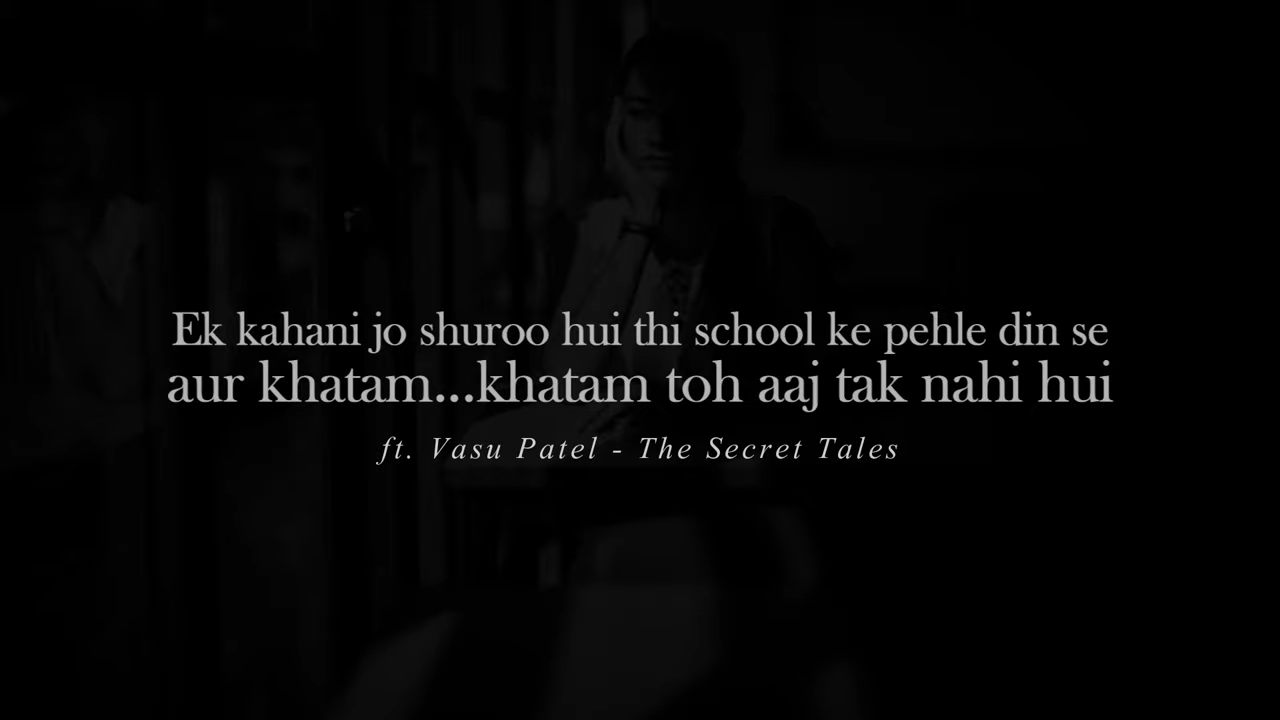 Ek kahani jo shuroo hui thi school ke pehle din se
aur khatam...khatam toh aaj tak nahi hui
ft. Vasu Patel - The Secret Tales